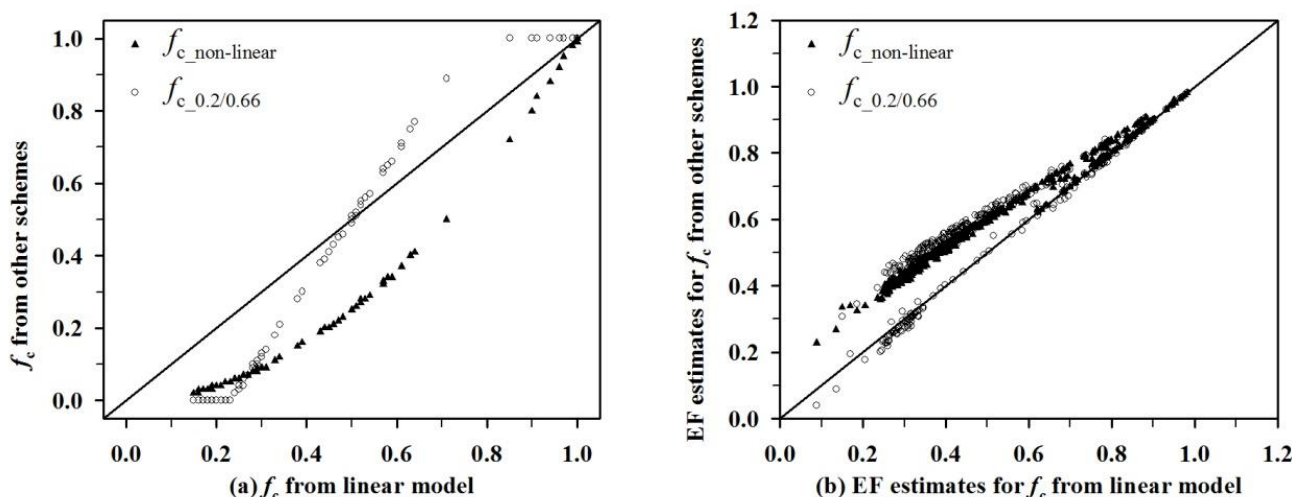 f_c from other schemes
1.0
0.8
0.6
0.4
0.2
0.0
▲ f_c_non-linear
○ f_c_0.2/0.66
0.0 0.2 0.4 0.6 0.8 1.0
(a) f_c from linear model
EF estimates for f_c from other schemes
1.2
1.0
0.8
0.6
0.4
0.2
0.0
▲ f_c_non-linear
○ f_c_0.2/0.66
0.0 0.2 0.4 0.6 0.8 1.0 1.2
(b) EF estimates for f_c from linear model